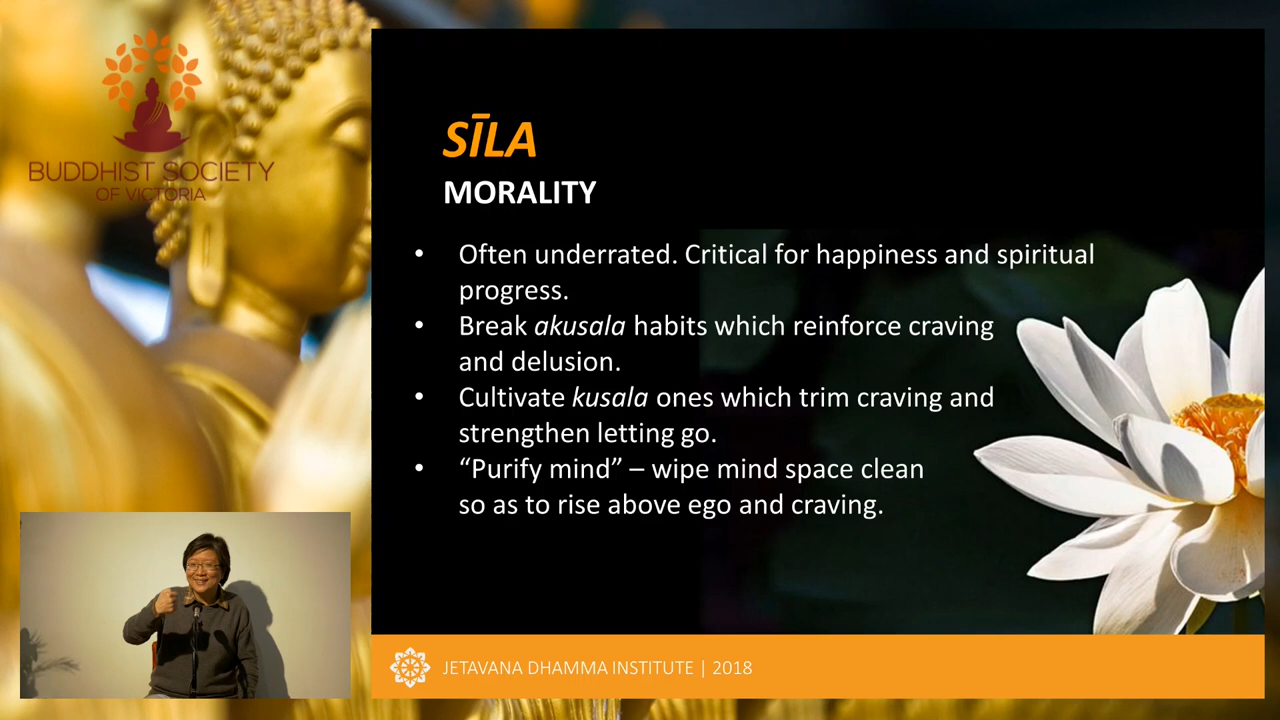 BUDDHIST SOCIETY
OF VICTORIA
SĪLA
MORALITY
• Often underrated. Critical for happiness and spiritual
progress.
• Break akusala habits which reinforce craving
and delusion.
• Cultivate kusala ones which trim craving and
strengthen letting go.
• “Purify mind” – wipe mind space clean
so as to rise above ego and craving.
JETAVANA DHAMMA INSTITUTE | 2018